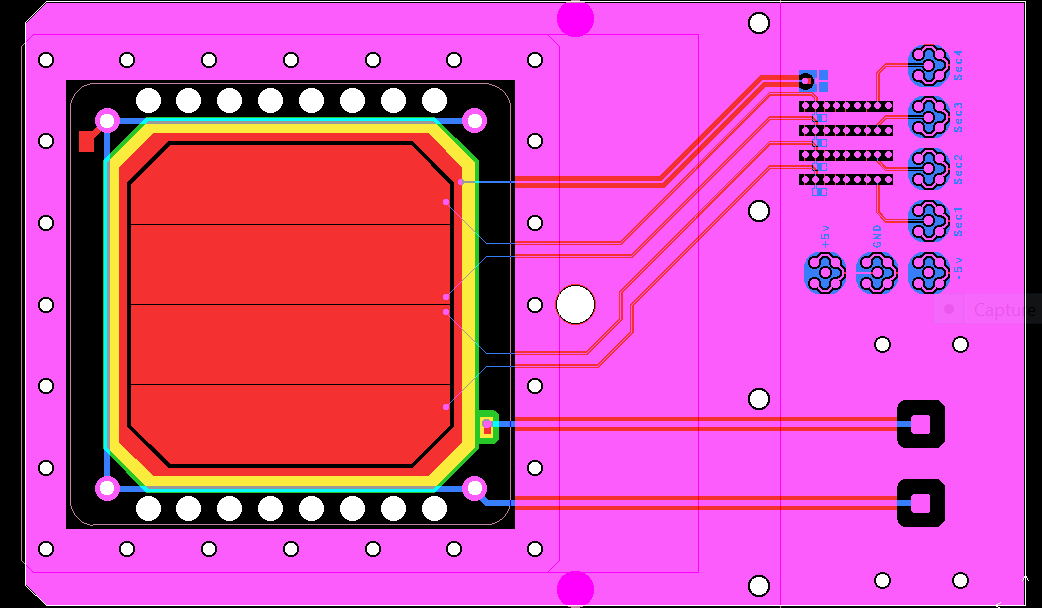 Sec4
Sec3
Sec2
Sec1
+5v
GND
-5v
Capture